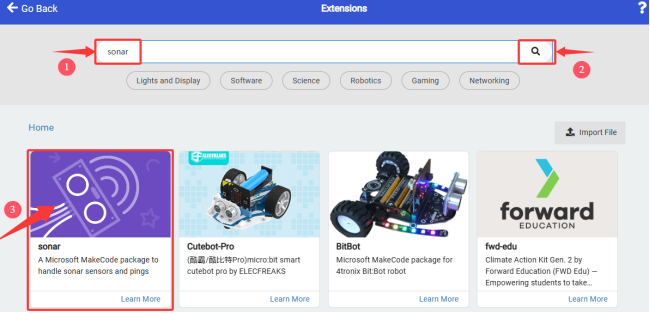 Go Back
Extensions
?
1
sonar
2
Lights and Display
Software
Science
Robotics
Gaming
Networking
Home
Import File
3
ELECFREAKS
forward
EDUCATION
sonar
A Microsoft MakeCode package to
handle sonar sensors and pings
Learn More
Cutebot-Pro
(酷霸/酷比特Pro)micro:bit smart
cutebot pro by ELECFREAKS
Learn More
BitBot
Microsoft MakeCode package for
4tronix Bit:Bot robot
Learn More
fwd-edu
Climate Action Kit Gen. 2 by
Forward Education (FWD Edu) —
Empowering students to take...
Learn More